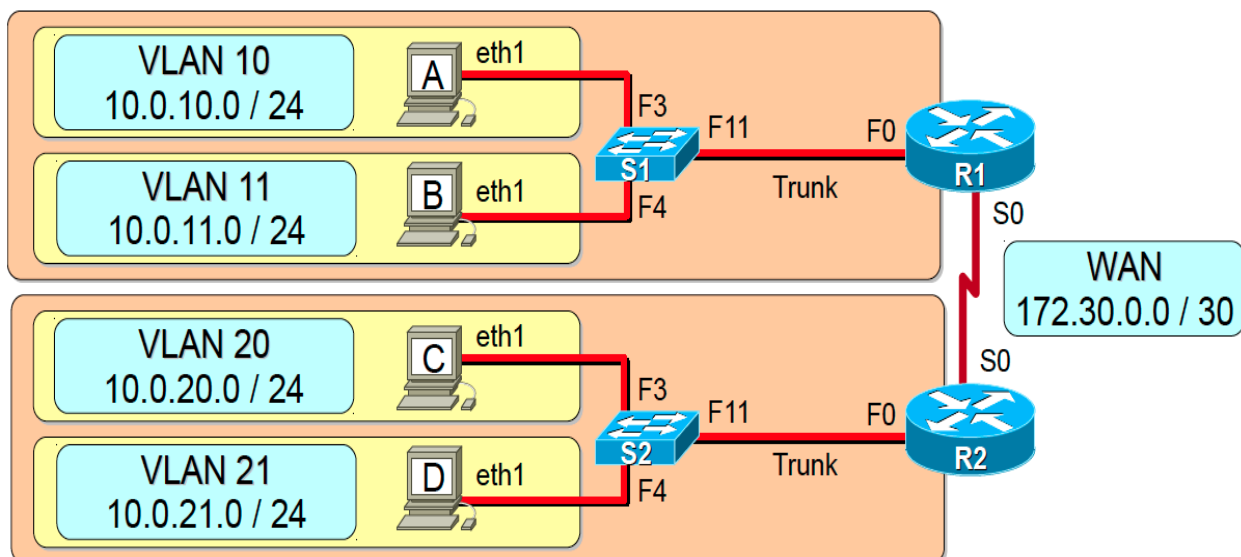 VLAN 10
10.0.10.0 / 24
A
eth1
F3
VLAN 11
10.0.11.0 / 24
B
eth1
F4
S1
F11
Trunk
F0
R1
S0
WAN
172.30.0.0 / 30
S0
VLAN 20
10.0.20.0 / 24
C
eth1
F3
VLAN 21
10.0.21.0 / 24
D
eth1
F4
S2
F11
Trunk
F0
R2